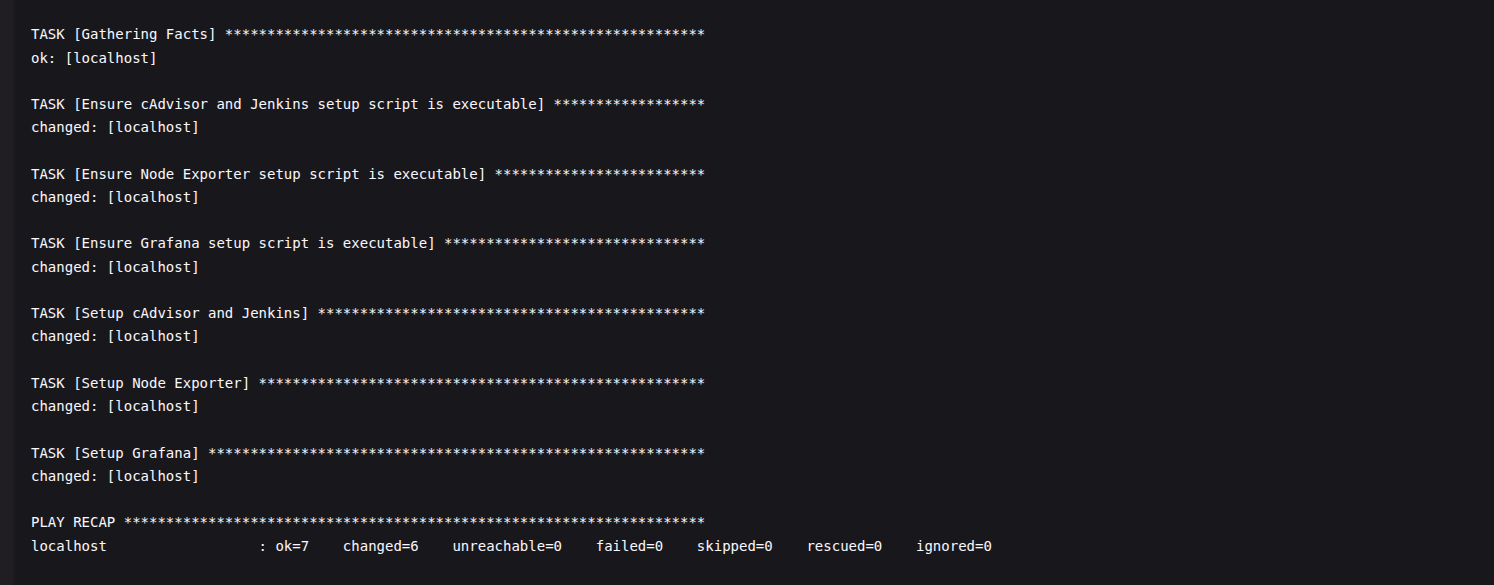 TASK [Gathering Facts] *********************************************************
ok: [localhost]
TASK [Ensure cAdvisor and Jenkins setup script is executable] ******************
changed: [localhost]
TASK [Ensure Node Exporter setup script is executable] *************************
changed: [localhost]
TASK [Ensure Grafana setup script is executable] *******************************
changed: [localhost]
TASK [Setup cAdvisor and Jenkins] **********************************************
changed: [localhost]
TASK [Setup Node Exporter] *****************************************************
changed: [localhost]
TASK [Setup Grafana] ***********************************************************
changed: [localhost]
PLAY RECAP *********************************************************************
localhost                  : ok=7    changed=6    unreachable=0    failed=0    skipped=0    rescued=0    ignored=0